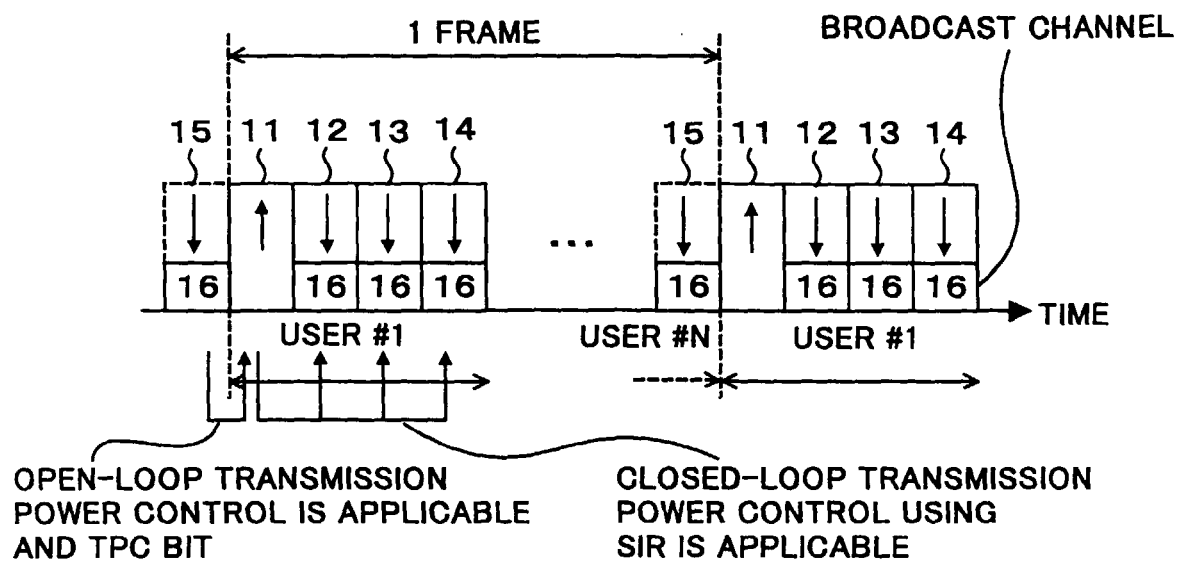 1 FRAME
BROADCAST CHANNEL
15 11 12 13 14 15 11 12 13 14
...
16 16 16 16 16 16 16 16
TIME
USER #1 USER #N USER #1
OPEN-LOOP TRANSMISSION
POWER CONTROL IS APPLICABLE
AND TPC BIT
CLOSED-LOOP TRANSMISSION
POWER CONTROL USING
SIR IS APPLICABLE